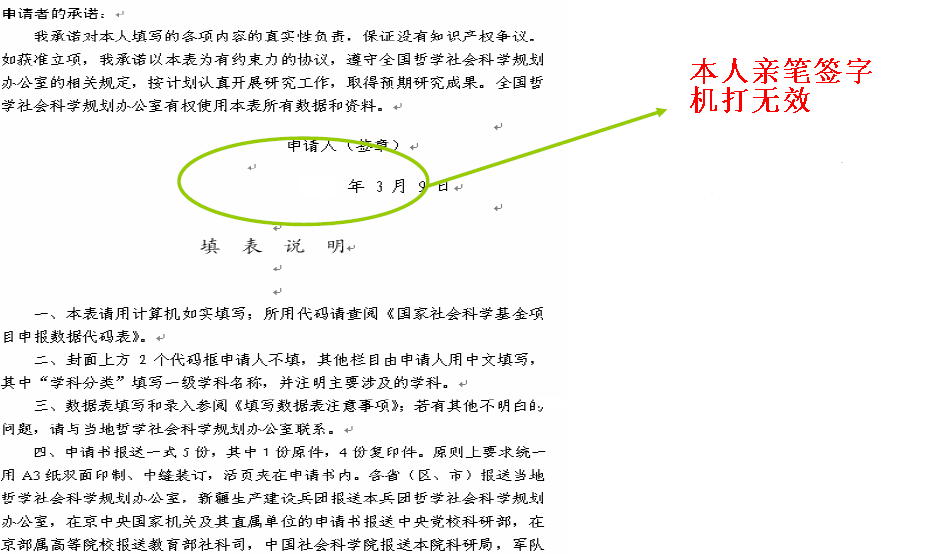 申请者的承诺：
我承诺对本人填写的各项内容的真实性负责，保证没有知识产权争议。
如获准立项，我承诺以本表为有约束力的协议，遵守全国哲学社会科学规划
办公室的相关规定，按计划认真开展研究工作，取得预期研究成果。全国哲
学社会科学规划办公室有权使用本表所有数据和资料。
本人亲笔签字
机打无效
申请人（签章）
年 3 月 9 日
填 表 说 明
一、本表请用计算机如实填写；所用代码请查阅《国家社会科学基金项
目申报数据代码表》。
二、封面上方 2 个代码框申请人不填，其他栏目由申请人用中文填写，
其中“学科分类”填写一级学科名称，并注明主要涉及的学科。
三、数据表填写和录入参阅《填写数据表注意事项》；若有其他不明白的
问题，请与当地哲学社会科学规划办公室联系。
四、申请书报送一式 5 份，其中 1 份原件，4 份复印件。原则上要求统一
用 A3 纸双面印制、中缝装订，活页夹在申请书内。各省（区、市）报送当地
哲学社会科学规划办公室，新疆生产建设兵团报送本兵团哲学社会科学规划
办公室，在京中央国家机关及其直属单位的申请书报送中央党校科研部，在
京部属高等院校报送教育部社科司，中国社会科学院报送本院科研局，军队